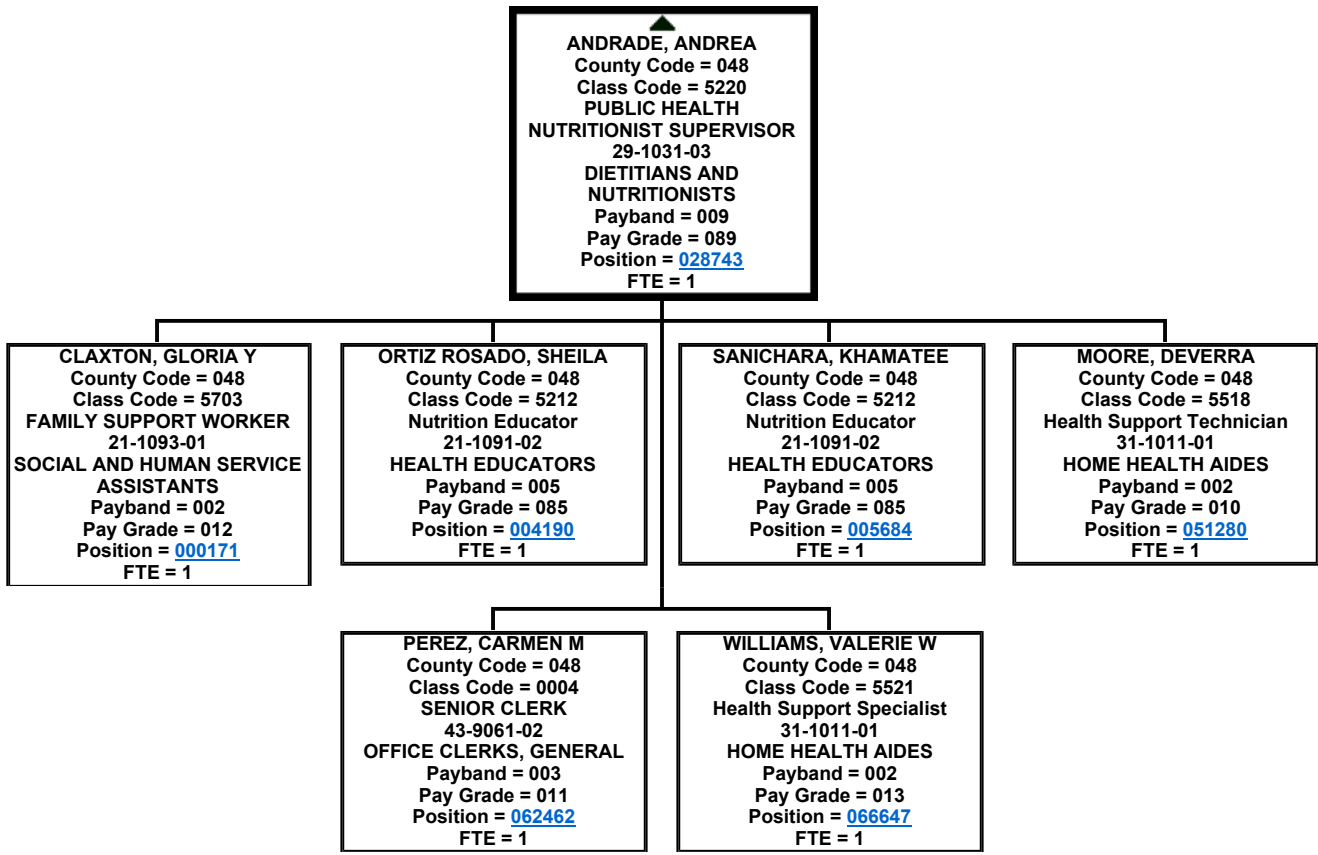 ANDRADE, ANDREA
County Code = 048
Class Code = 5220
PUBLIC HEALTH
NUTRITIONIST SUPERVISOR
29-1031-03
DIETITIANS AND
NUTRITIONISTS
Payband = 009
Pay Grade = 089
Position = 028743
FTE = 1
CLAXTON, GLORIA Y
County Code = 048
Class Code = 5703
FAMILY SUPPORT WORKER
21-1093-01
SOCIAL AND HUMAN SERVICE
ASSISTANTS
Payband = 002
Pay Grade = 012
Position = 000171
FTE = 1
ORTIZ ROSADO, SHEILA
County Code = 048
Class Code = 5212
Nutrition Educator
21-1091-02
HEALTH EDUCATORS
Payband = 005
Pay Grade = 085
Position = 004190
FTE = 1
SANICHARA, KHAMATEE
County Code = 048
Class Code = 5212
Nutrition Educator
21-1091-02
HEALTH EDUCATORS
Payband = 005
Pay Grade = 085
Position = 005684
FTE = 1
MOORE, DEVERRA
County Code = 048
Class Code = 5518
Health Support Technician
31-1011-01
HOME HEALTH AIDES
Payband = 002
Pay Grade = 010
Position = 051280
FTE = 1
PEREZ, CARMEN M
County Code = 048
Class Code = 0004
SENIOR CLERK
43-9061-02
OFFICE CLERKS, GENERAL
Payband = 003
Pay Grade = 011
Position = 062462
FTE = 1
WILLIAMS, VALERIE W
County Code = 048
Class Code = 5521
Health Support Specialist
31-1011-01
HOME HEALTH AIDES
Payband = 002
Pay Grade = 013
Position = 066647
FTE = 1